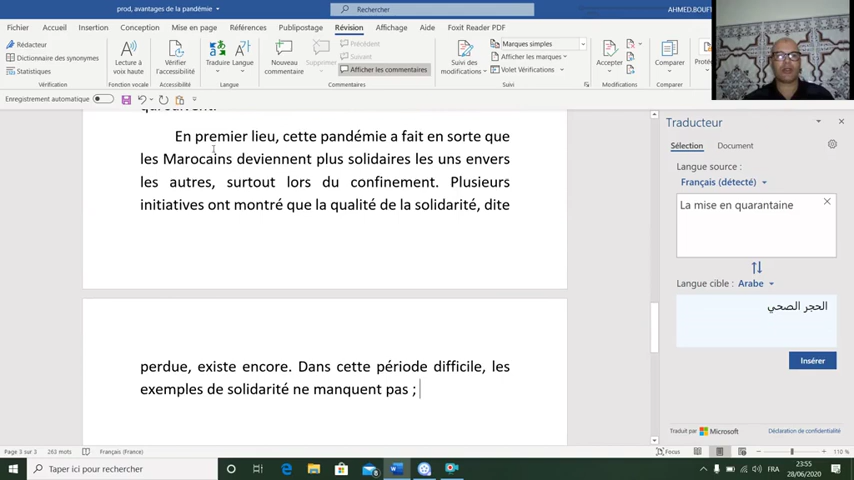 prod, avantages de la pandémie
Rechercher
AHMED.BOUFT
Fichier Accueil Insertion Conception Mise en page Références Publipostage Révision Affichage Aide Foxit Reader PDF
Rédacteur
Dictionnaire des synonymes
Statistiques
Vérification
Lecture à
voix haute
Vérifier
l'accessibilité
Accessibilité
Traduire Langue
Langue
Nouveau
commentaire
Supprimer
Précédente
Suivant
Afficher les commentaires
Commentaires
Suivi des
modifications
Marques simples
Afficher les marques
Volet Vérifications
Suivi
Accepter
Comparer
Comparer
Enregistrement automatique
En premier lieu, cette pandémie a fait en sorte que
les Marocains deviennent plus solidaires les uns envers
les autres, surtout lors du confinement. Plusieurs
initiatives ont montré que la qualité de la solidarité, dite
perdue, existe encore. Dans cette période difficile, les
exemples de solidarité ne manquent pas ;
Traducteur
Sélection Document
Langue source :
Français (détecté)
La mise en quarantaine
Langue cible : Arabe
الحجر الصحي
Insérer
Traduit par Microsoft Déclaration de confidentialité
Page 3 sur 3 263 mots Français (France)
Focus
110 %
Taper ici pour rechercher
FRA
23:55
28/06/2020